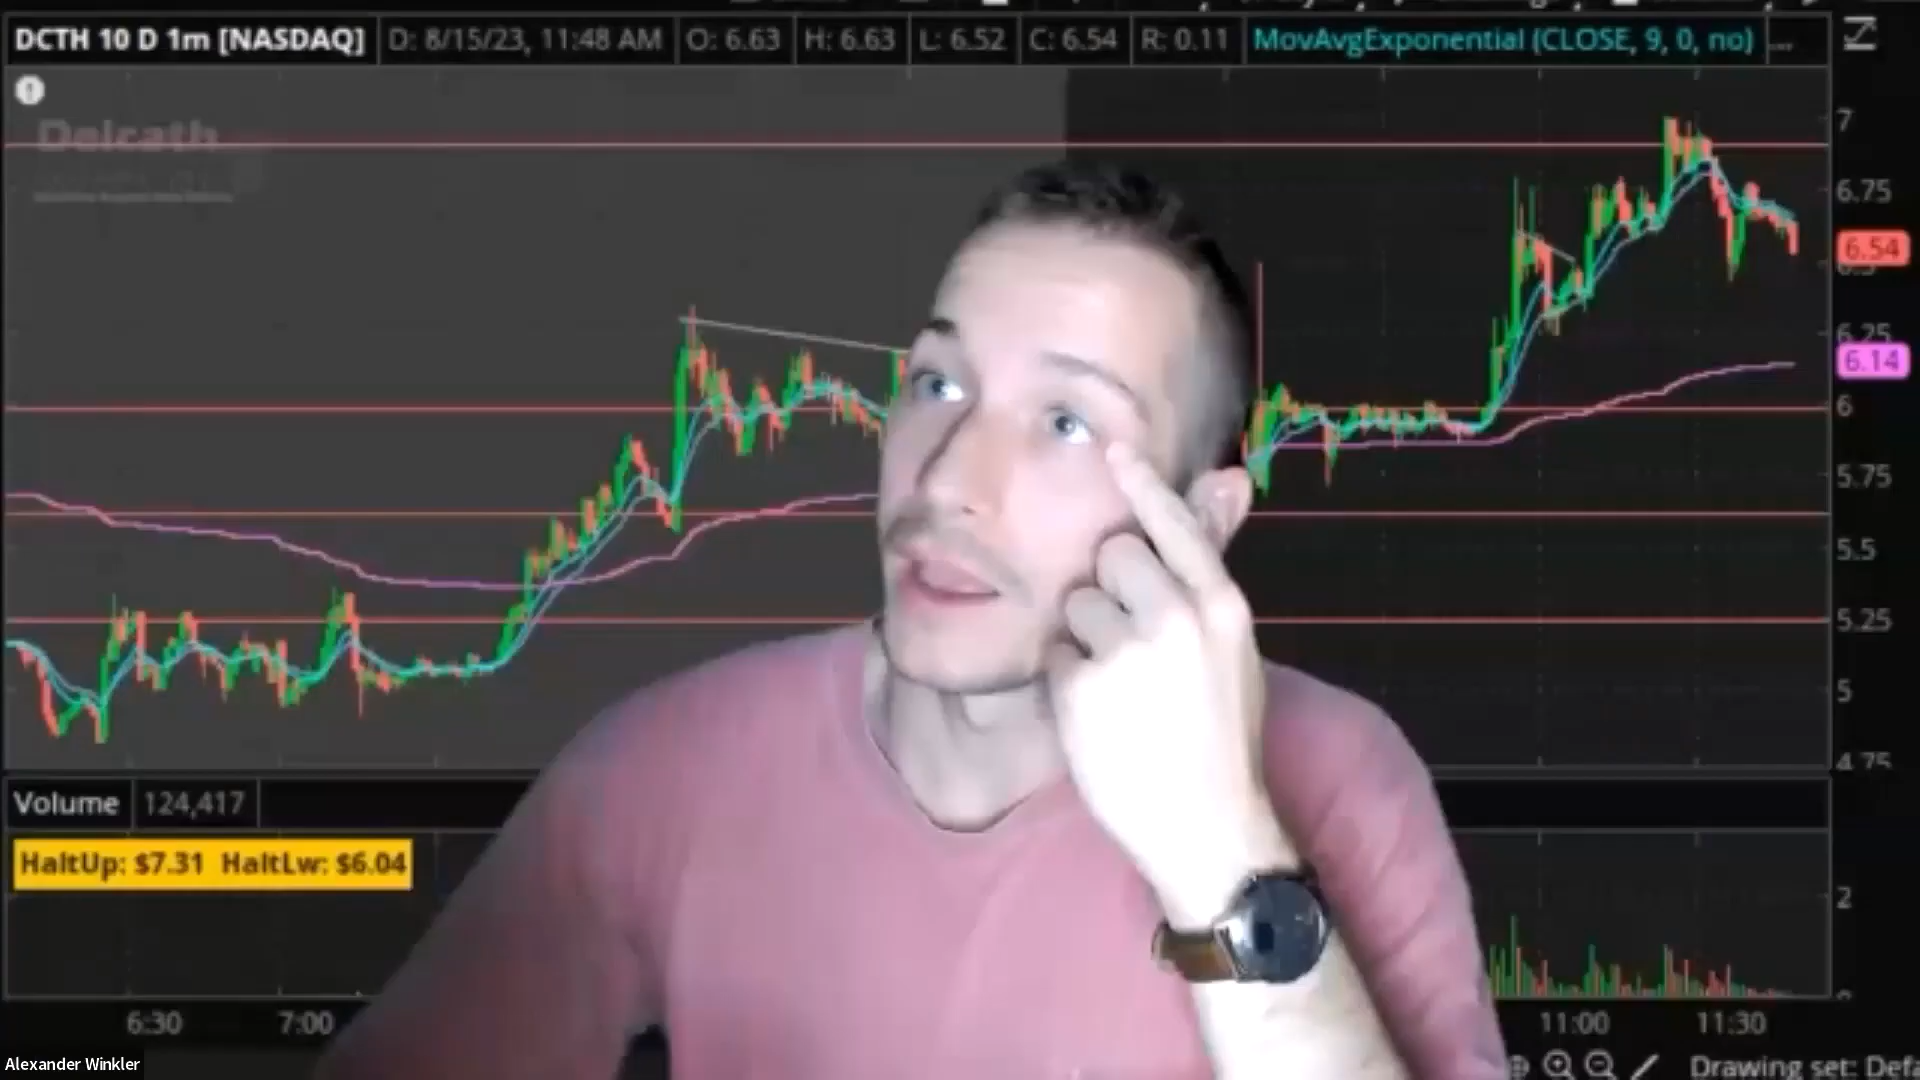 DCTH 10 D 1m [NASDAQ] D: 8/15/23, 11:48 AM O: 6.63 H: 6.63 L: 6.52 C: 6.54 R: 0.11 MovAvgExponential (CLOSE, 9, 0, no) ...
Delcath
7
6.75
6.54
6.25
6.14
6
5.75
5.5
5.25
5
4.75
Volume 124,417
HaltUp: $7.31 HaltLw: $6.04
2
6:30 7:00 11:00 11:30
Alexander Winkler
Drawing set: Defa